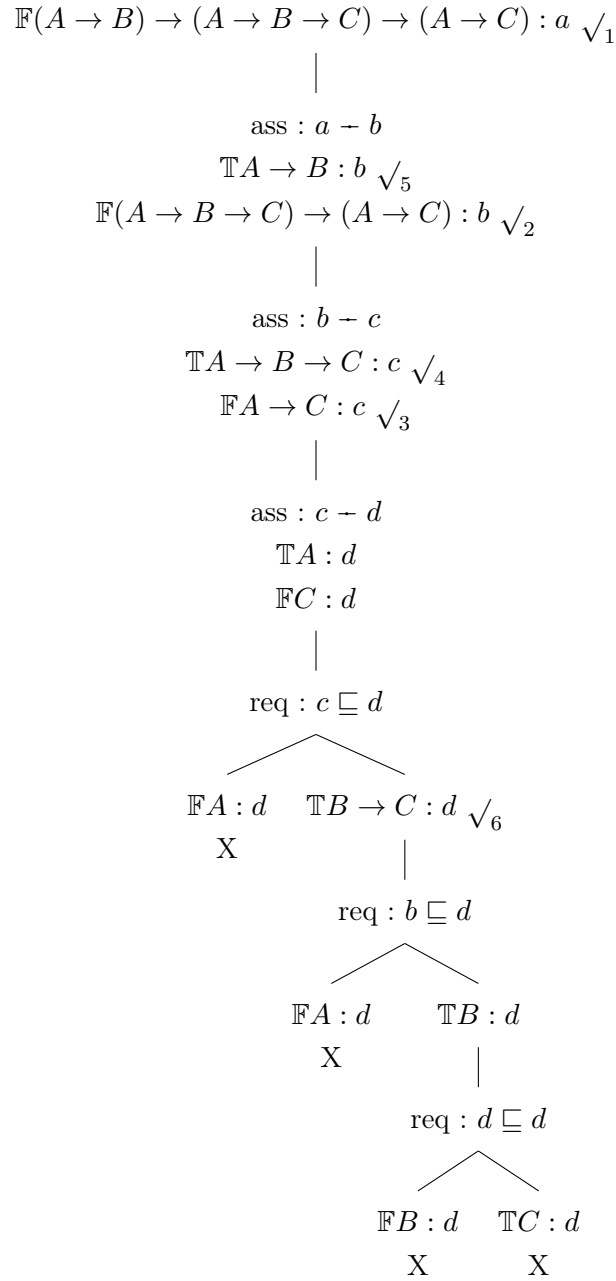 𝔽(A → B) → (A → B → C) → (A → C) : a √₁
ass : a − b
𝕋A → B : b √₅
𝔽(A → B → C) → (A → C) : b √₂
ass : b − c
𝕋A → B → C : c √₄
𝔽A → C : c √₃
ass : c − d
𝕋A : d
𝔽C : d
req : c ⊑ d
𝔽A : d 𝕋B → C : d √₆
X
req : b ⊑ d
𝔽A : d 𝕋B : d
X
req : d ⊑ d
𝔽B : d 𝕋C : d
X X